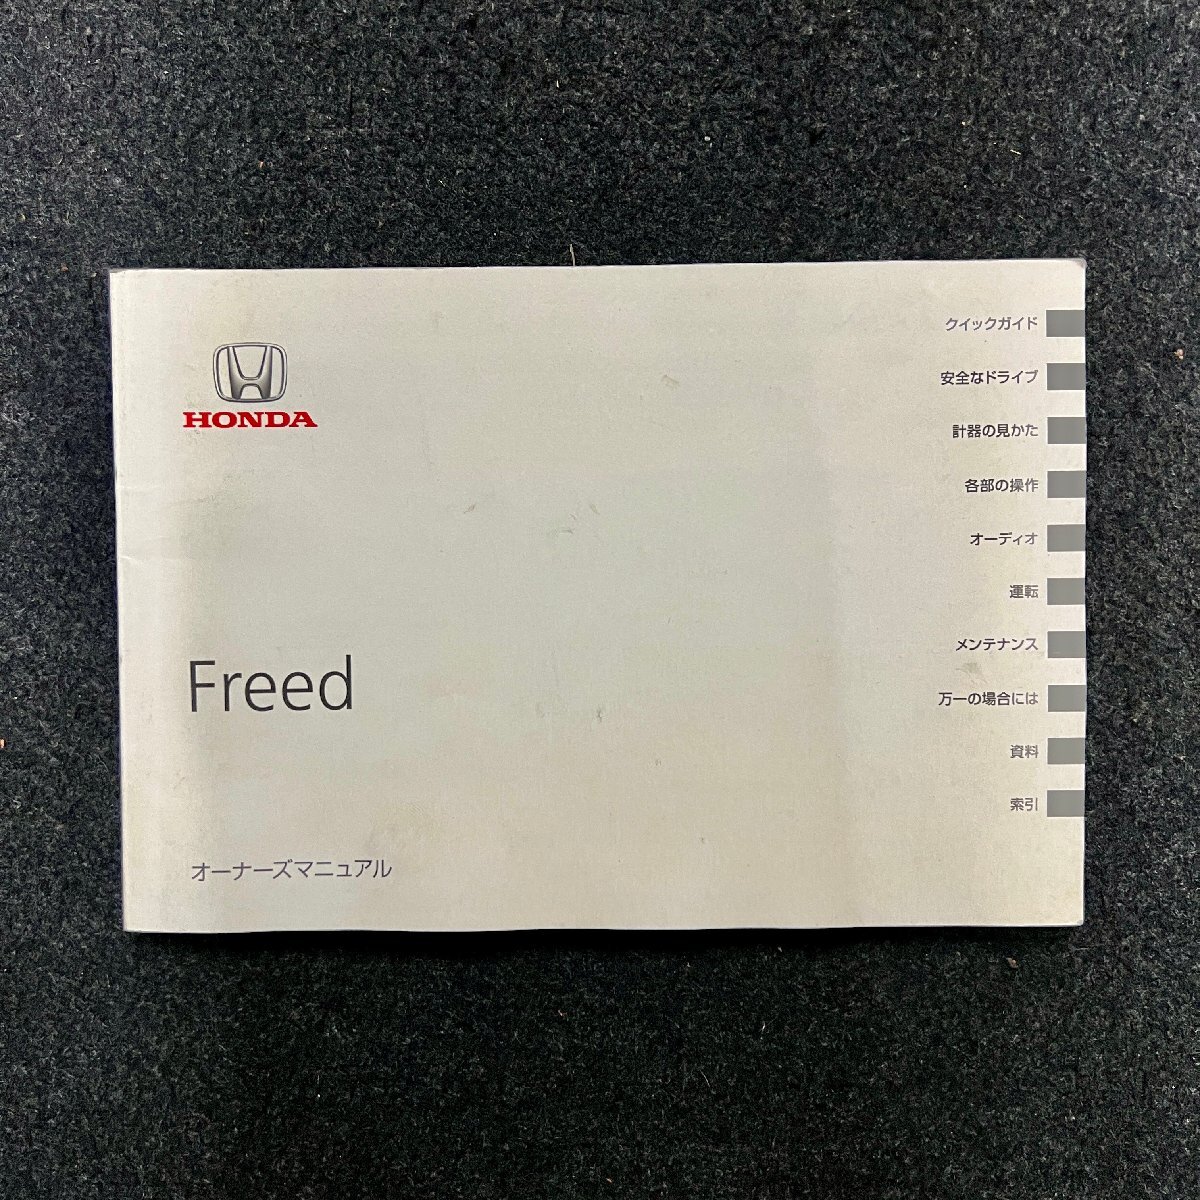 HONDA
Freed
オーナーズマニュアル
クイックガイド
安全なドライブ
計器の見かた
各部の操作
オーディオ
運転
メンテナンス
万一の場合には
資料
索引